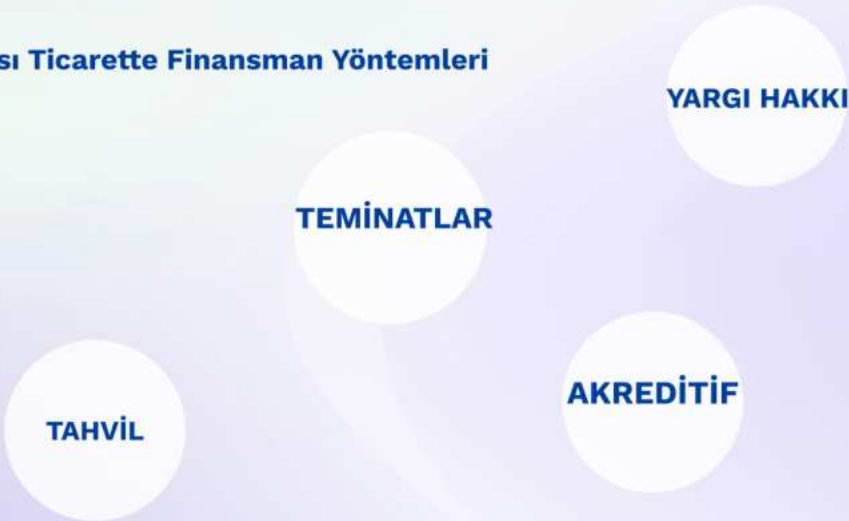 sı Ticarette Finansman Yöntemleri
YARGI HAKKI
TEMİNATLAR
AKREDİTİF
TAHVİL